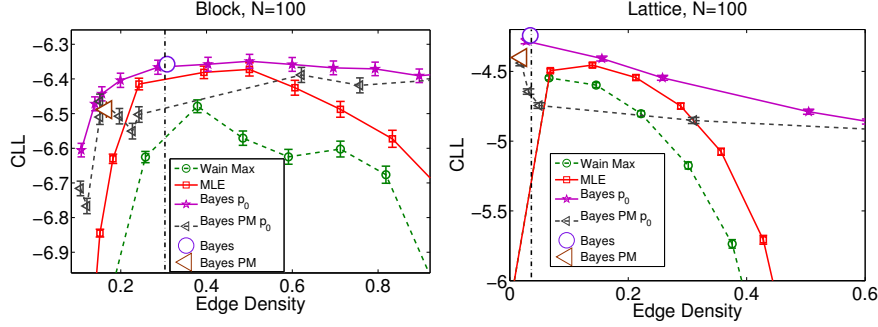 Block, N=100
CLL
−6.3
−6.4
−6.5
−6.6
−6.7
−6.8
−6.9
Wain Max
MLE
Bayes p0
Bayes PM p0
Bayes
Bayes PM
0.2 0.4 0.6 0.8
Edge Density
Lattice, N=100
CLL
−4.5
−5
−5.5
−6
Wain Max
MLE
Bayes p0
Bayes PM p0
Bayes
Bayes PM
0 0.2 0.4 0.6
Edge Density